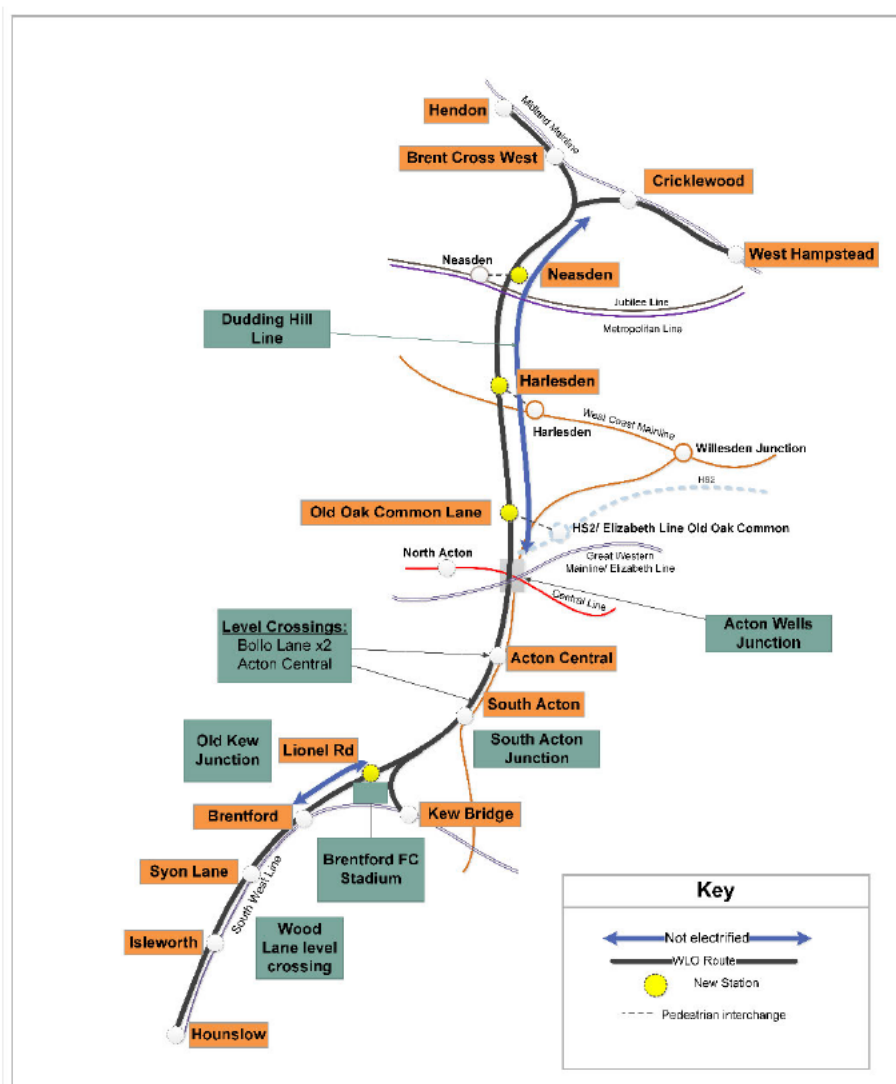 Hendon
Midland Mainline
Brent Cross West
Cricklewood
West Hampstead
Neasden
Neasden
Jubilee Line
Metropolitan Line
Dudding Hill
Line
Harlesden
West Coast Mainline
Harlesden
Willesden Junction
HS2
Old Oak Common Lane
HS2/ Elizabeth Line Old Oak Common
North Acton
Great Western
Mainline/ Elizabeth Line
Central Line
Acton Wells
Junction
Level Crossings:
Bollo Lane x2
Acton Central
Acton Central
South Acton
Old Kew
Junction
Lionel Rd
South Acton
Junction
Brentford
Kew Bridge
Brentford FC
Stadium
Syon Lane
South West Line
Isleworth
Wood
Lane level
crossing
Hounslow
Key
Not electrified
WLO Route
New Station
Pedestrian interchange